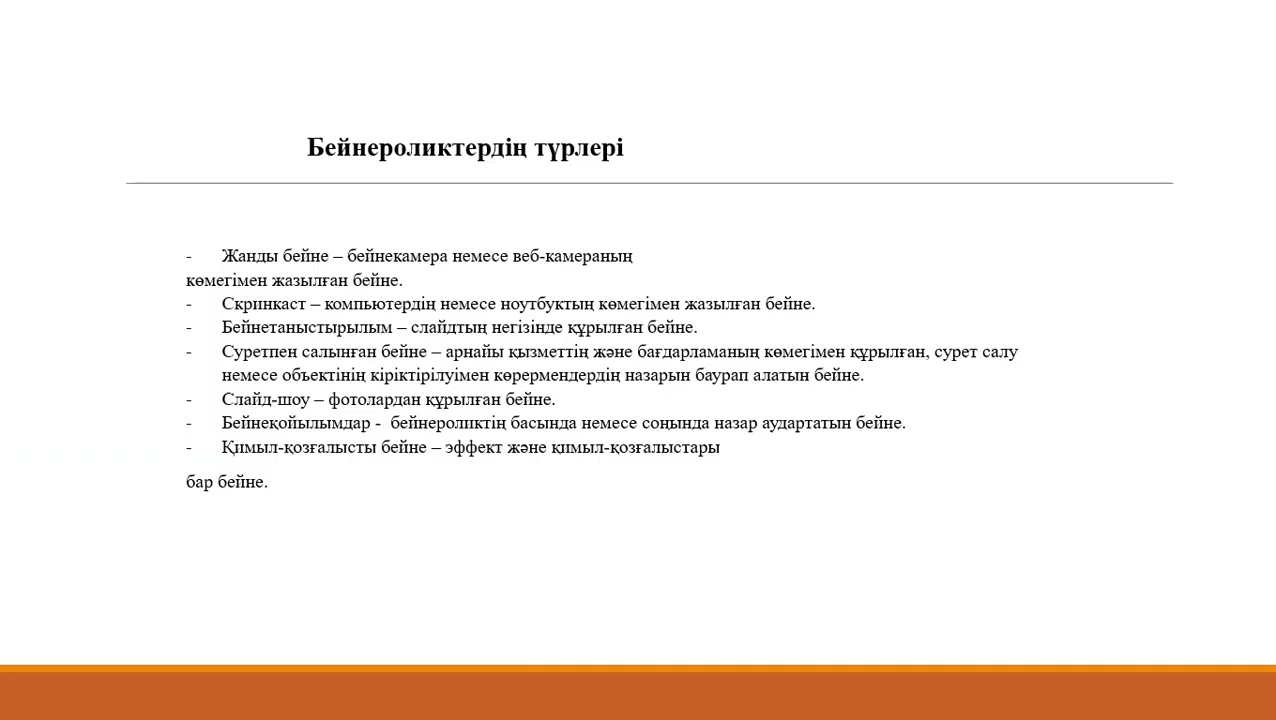 Бейнероликтердің түрлері
- Жанды бейне – бейнекамера немесе веб-камераның
көмегімен жазылған бейне.
- Скринкаст – компьютердің немесе ноутбуктың көмегімен жазылған бейне.
- Бейнетаныстырылым – слайдтың негізінде құрылған бейне.
- Суретпен салынған бейне – арнайы қызметтің және бағдарламаның көмегімен құрылған, сурет салу
немесе объектінің кіріктірілуімен көрермендердің назарын баурап алатын бейне.
- Слайд-шоу – фотолардан құрылған бейне.
- Бейнеқойылымдар - бейнероликтің басында немесе соңында назар аудартатын бейне.
- Қимыл-қозғалысты бейне – эффект және қимыл-қозғалыстары
бар бейне.